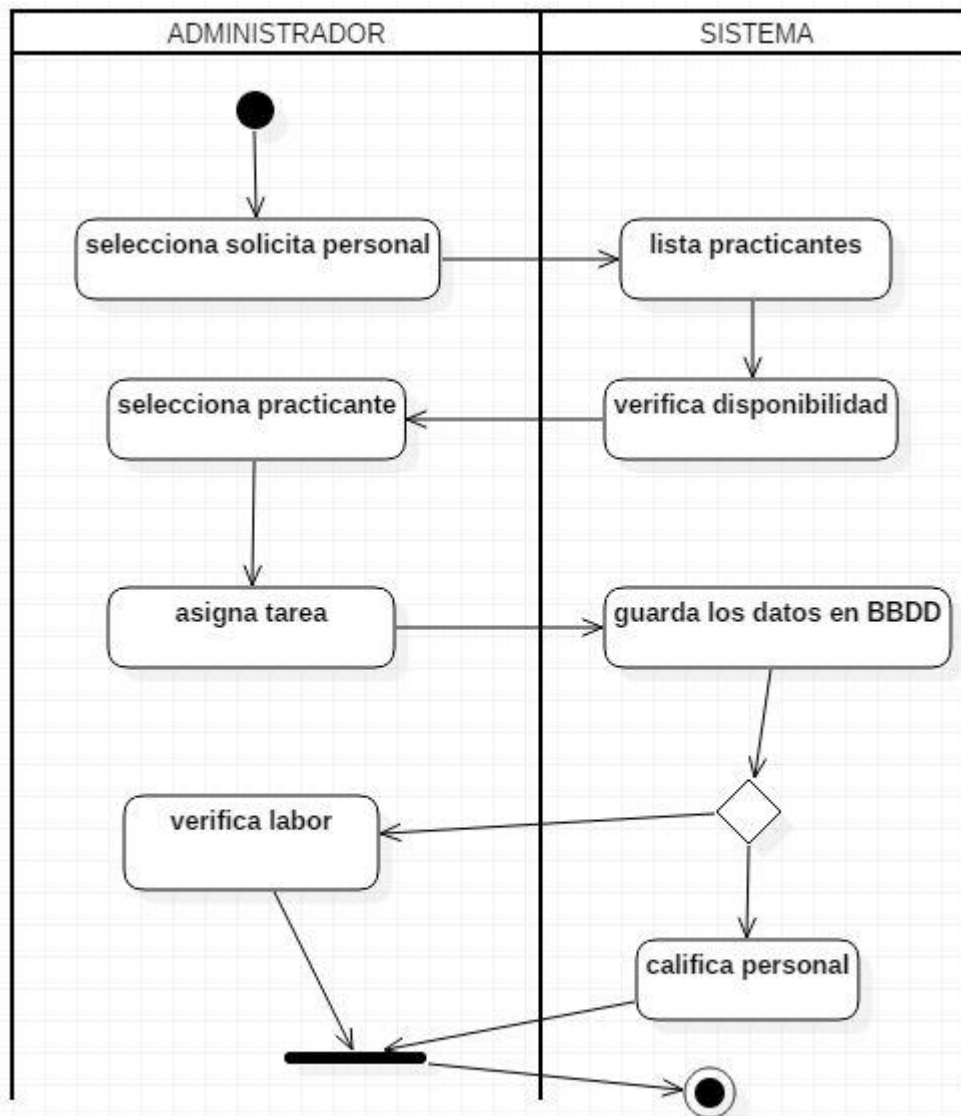 ADMINISTRADOR
SISTEMA
selecciona solicita personal
lista practicantes
selecciona practicante
verifica disponibilidad
asigna tarea
guarda los datos en BBDD
verifica labor
califica personal